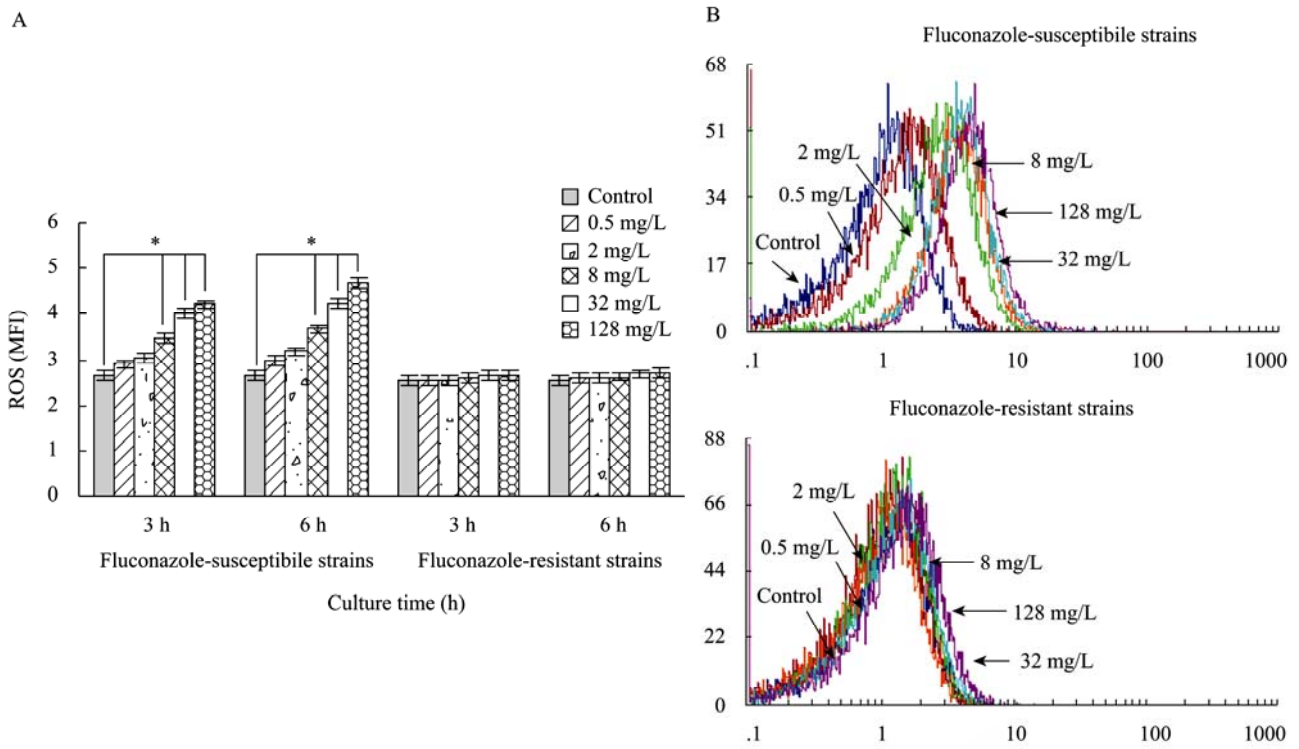 A
Control
0.5 mg/L
2 mg/L
8 mg/L
32 mg/L
128 mg/L
6
5
4
3
2
1
0
ROS (MFI)
*
*
3 h
6 h
3 h
6 h
Fluconazole-susceptibile strains
Fluconazole-resistant strains
Culture time (h)
B
Fluconazole-susceptibile strains
68
51
34
17
0
2 mg/L
0.5 mg/L
Control
8 mg/L
128 mg/L
32 mg/L
.1
1
10
100
1000
Fluconazole-resistant strains
88
66
44
22
0
2 mg/L
0.5 mg/L
Control
8 mg/L
128 mg/L
32 mg/L
.1
1
10
100
1000